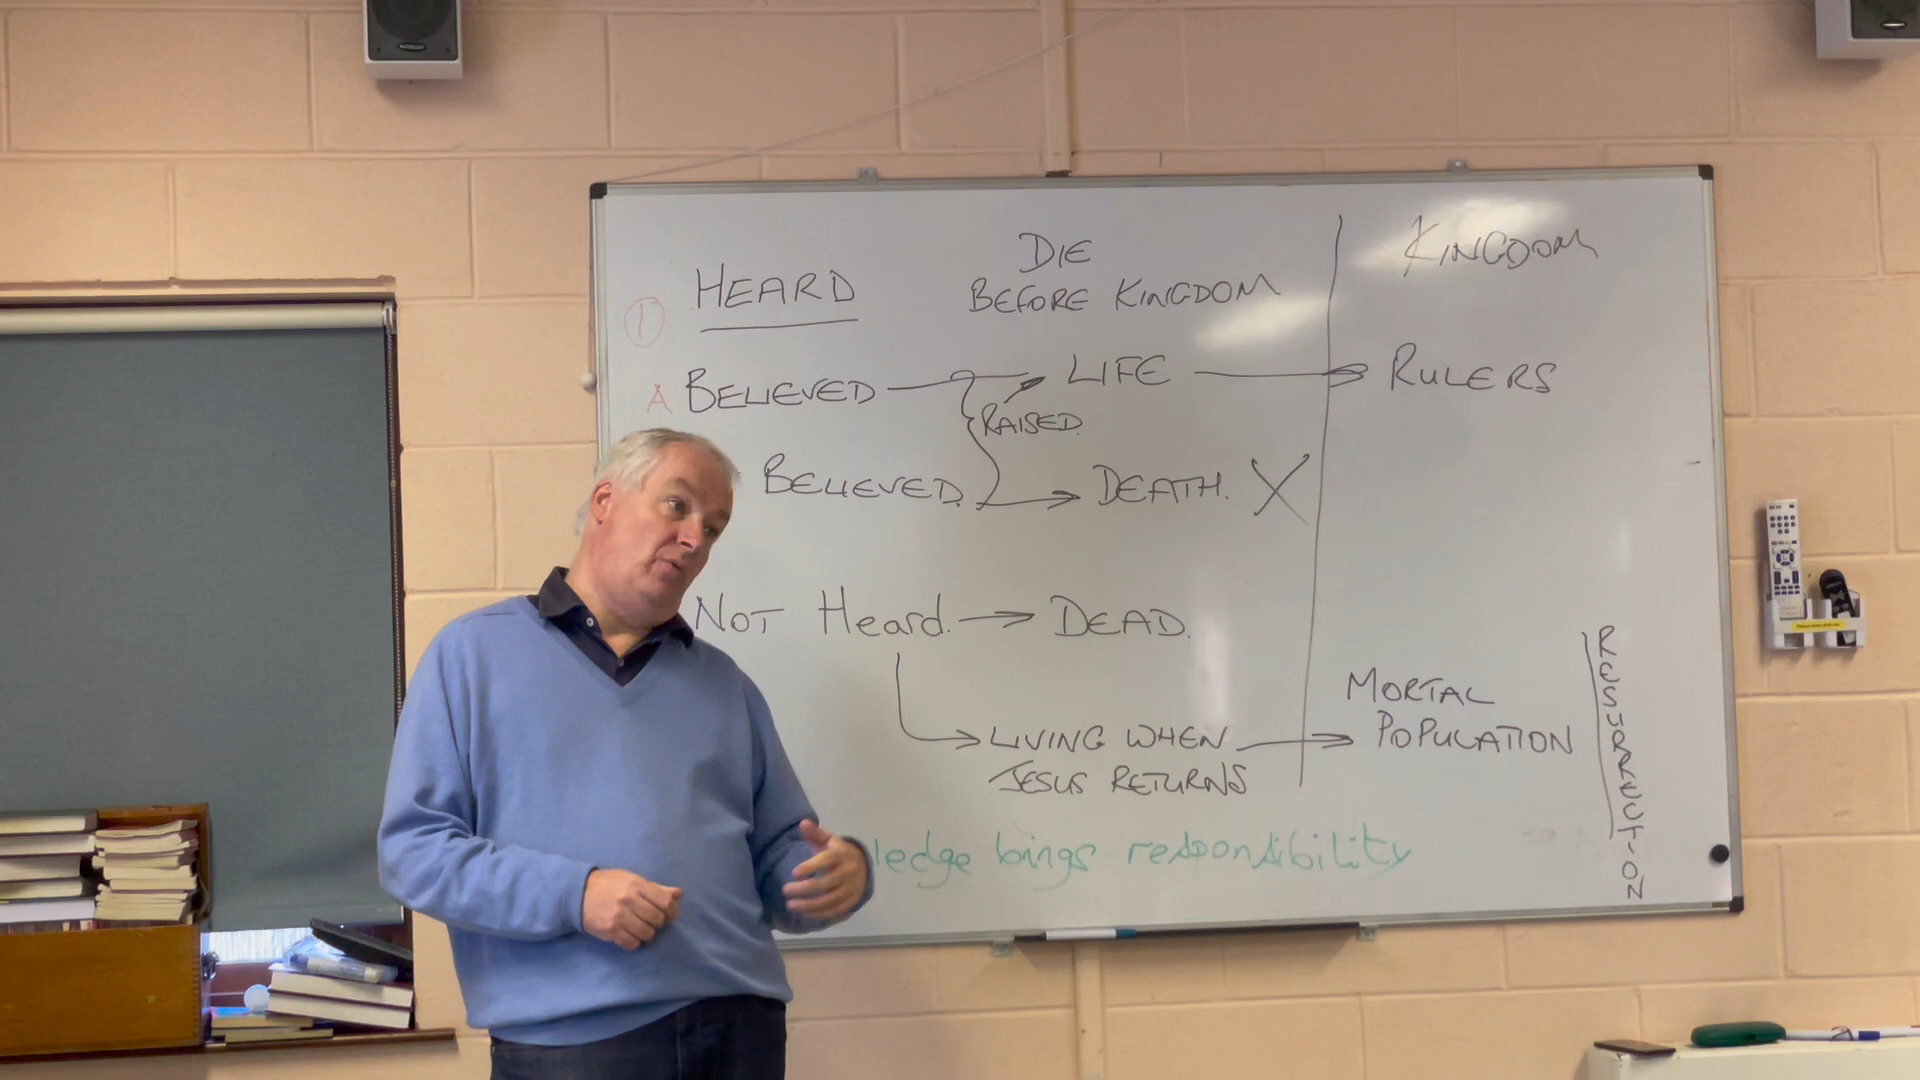 HEARD
DIE
BEFORE KINGDOM
KINGDOM
1
A BELIEVED
LIFE
RULERS
RAISED.
BELIEVED.
DEATH. X
NOT Heard.
DEAD.
MORTAL
POPULATION
LIVING WHEN
JESUS RETURNS
RESURRECTION
ledge brings responsibility